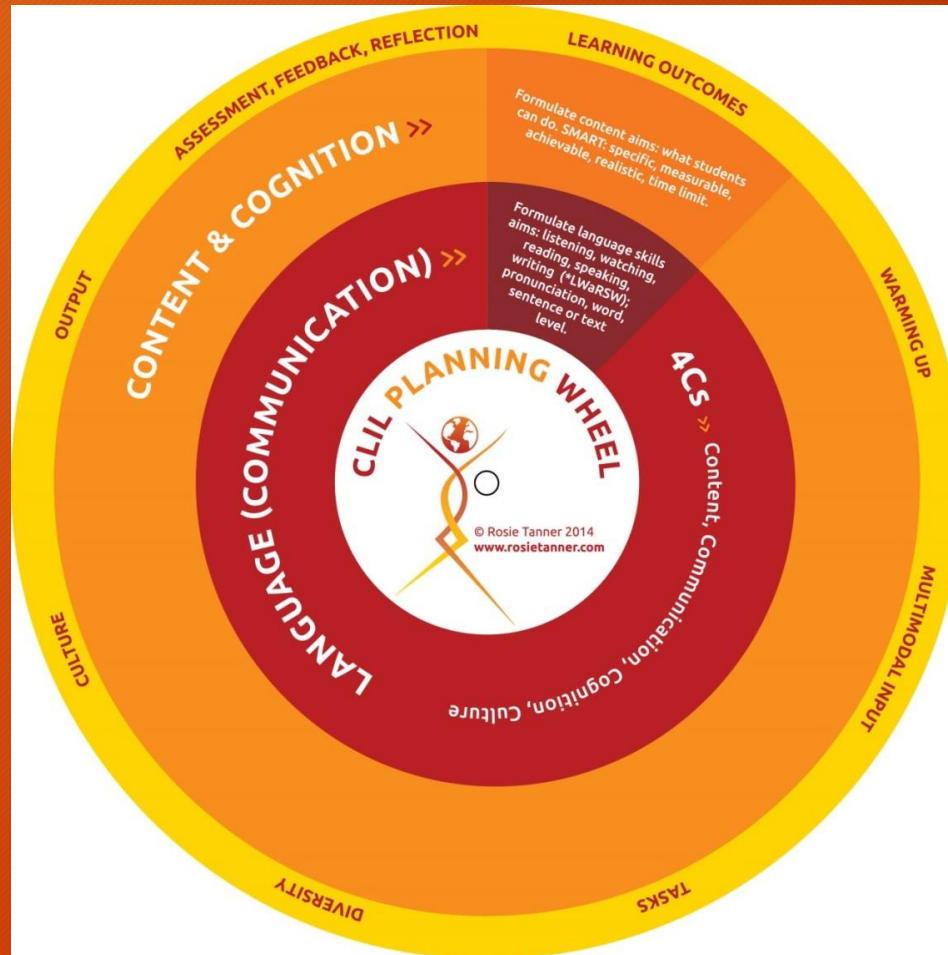 ASSESSMENT, FEEDBACK, REFLECTION
LEARNING OUTCOMES
WARMING UP
MULTIMODAL INPUT
TASKS
DIVERSITY
CULTURE
OUTPUT
CONTENT & COGNITION >>
Formulate content aims: what students
can do. SMART: specific, measurable,
achievable, realistic, time limit.
LANGUAGE (COMMUNICATION) >>
Formulate language skills
aims: listening, watching,
reading, speaking,
writing (*LWaRSW);
pronunciation, word,
sentence or text
level.
4Cs >> Content, Communication, Cognition, Culture
CLIL PLANNING WHEEL
© Rosie Tanner 2014
www.rosietanner.com